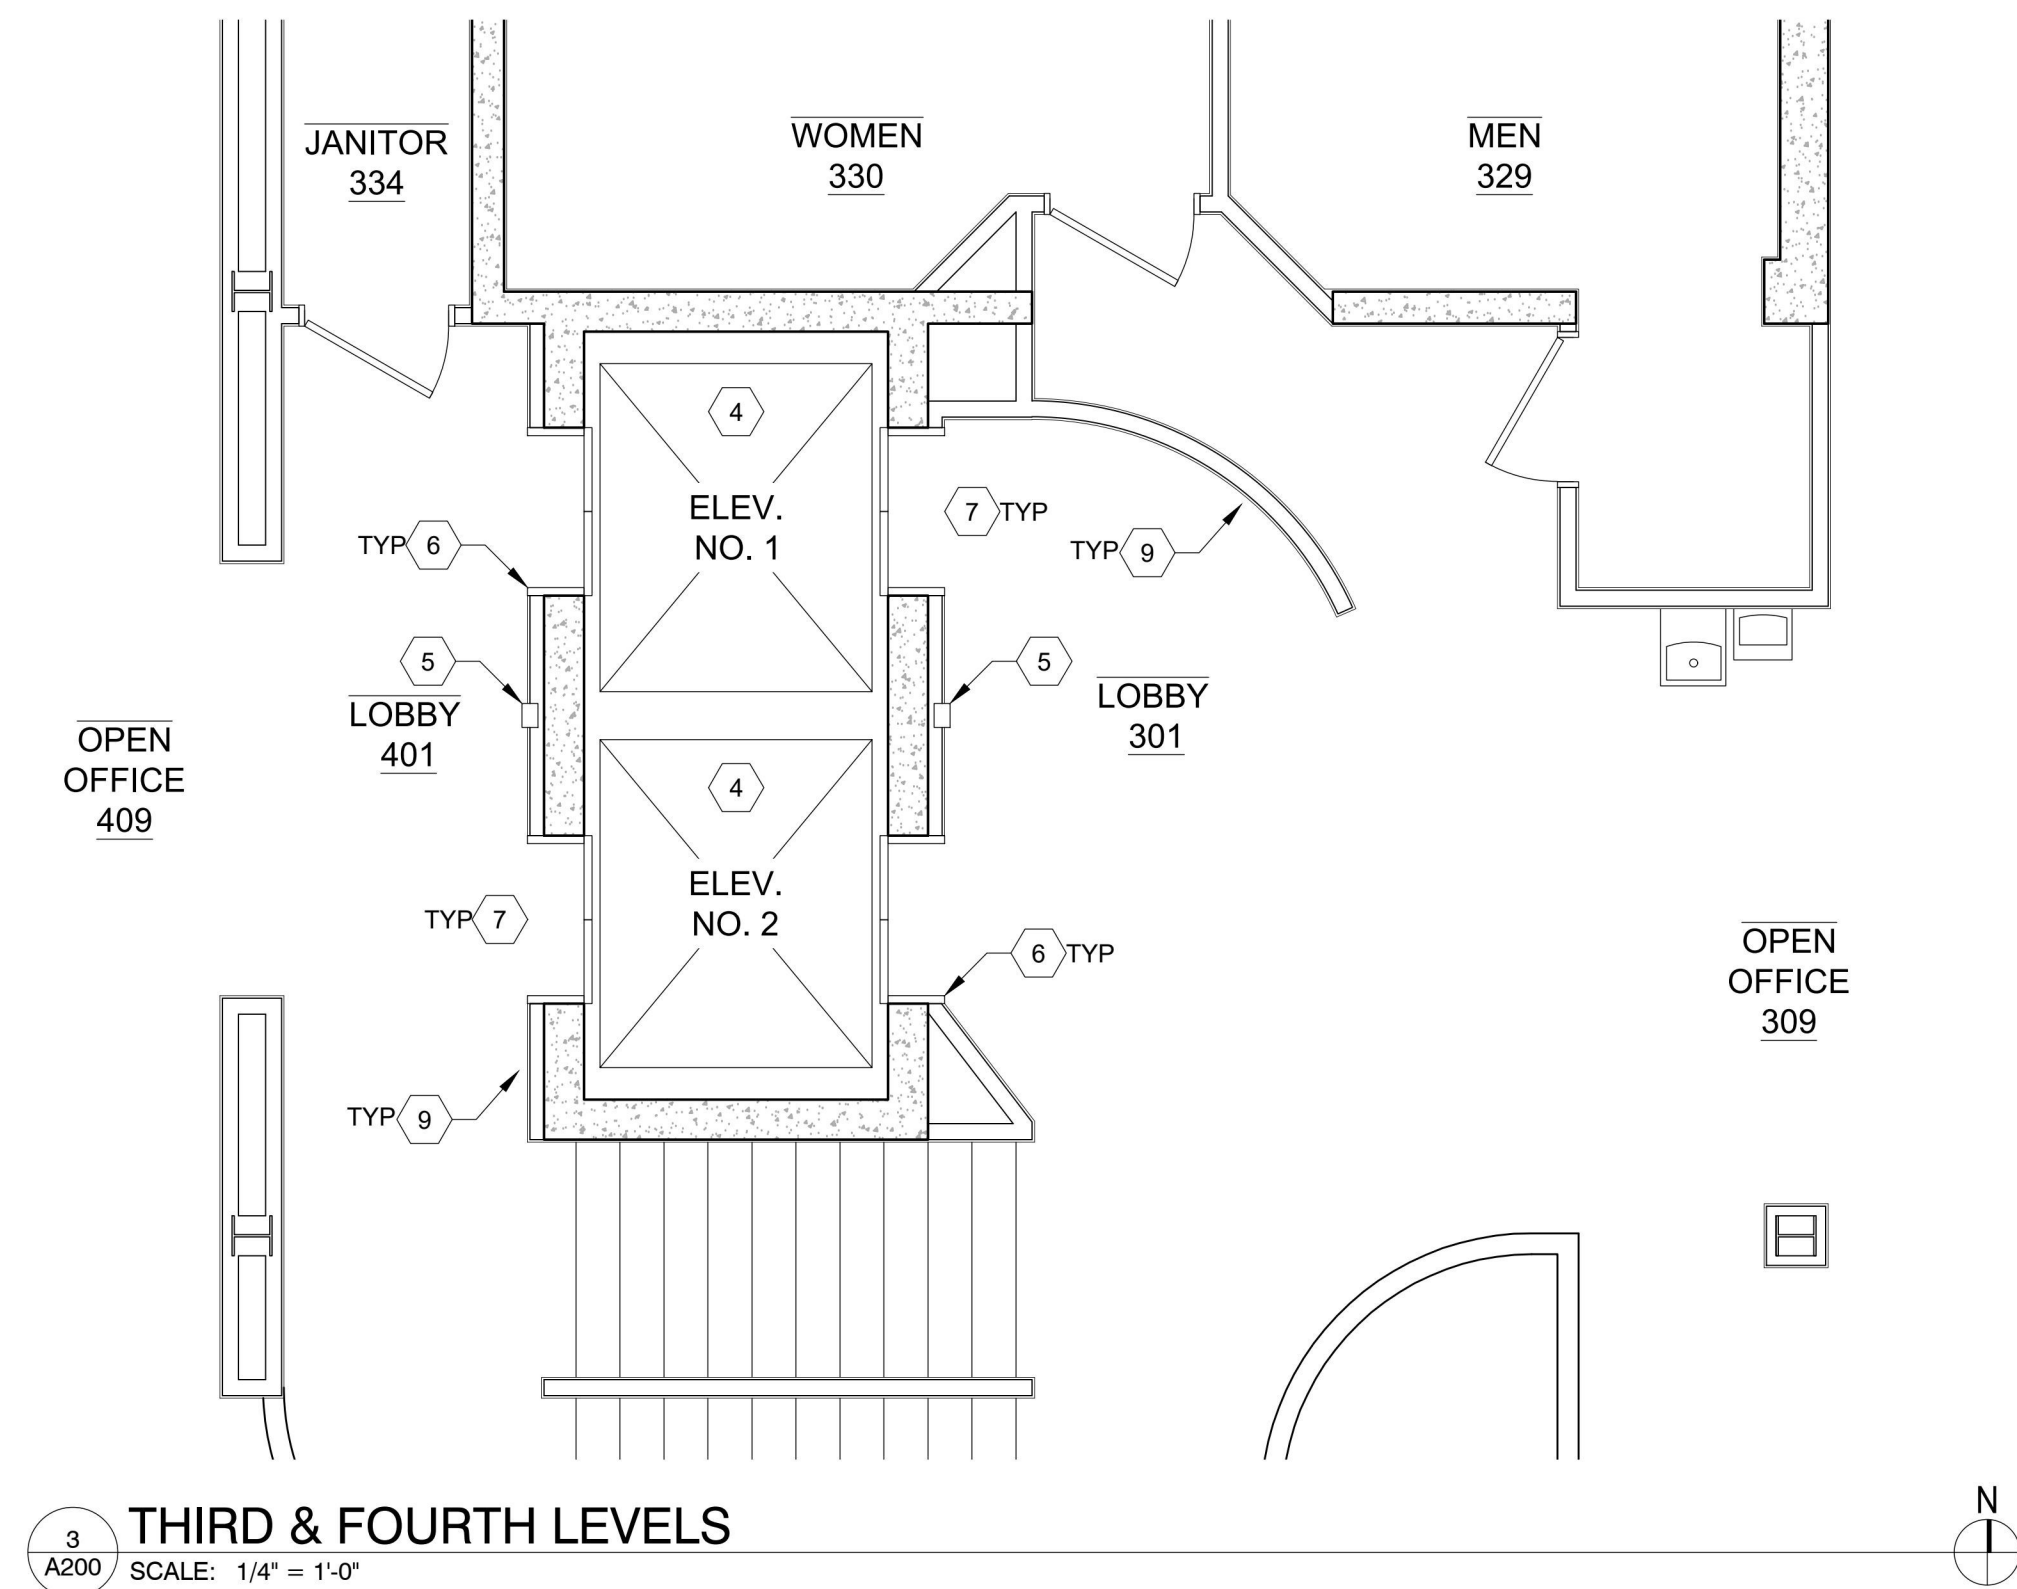 JANITOR
334
WOMEN
330
MEN
329
4
ELEV.
NO. 1
7 TYP
TYP 9
TYP 6
5
5
LOBBY
401
LOBBY
301
OPEN
OFFICE
409
4
ELEV.
NO. 2
TYP 7
6 TYP
OPEN
OFFICE
309
TYP 9
3
A200
THIRD & FOURTH LEVELS
SCALE: 1/4" = 1'-0"
N